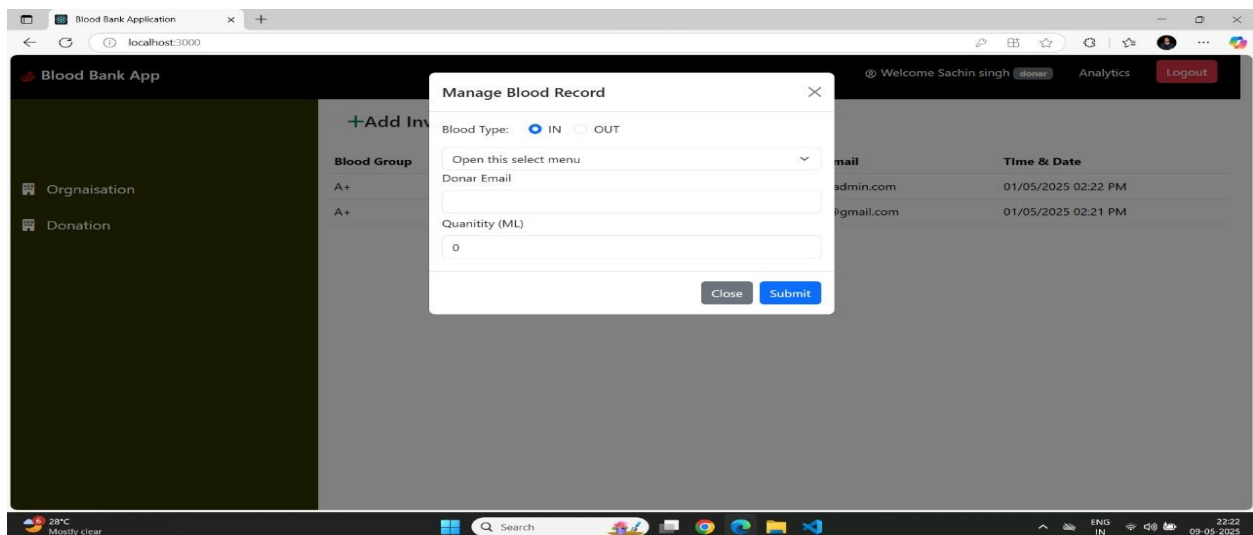 Blood Bank Application
localhost:3000
Blood Bank App
Welcome Sachin singh donar Analytics Logout
Manage Blood Record
+Add Inv
Blood Type: IN OUT
Blood Group
Open this select menu
mail
TIme & Date
Donar Email
Orgnaisation
A+
admin.com
01/05/2025 02:22 PM
A+
@gmail.com
01/05/2025 02:21 PM
Donation
Quanitity (ML)
0
Close Submit
6
28°C
Mostly clear
Search
ENG
IN
22:22
09-05-2025